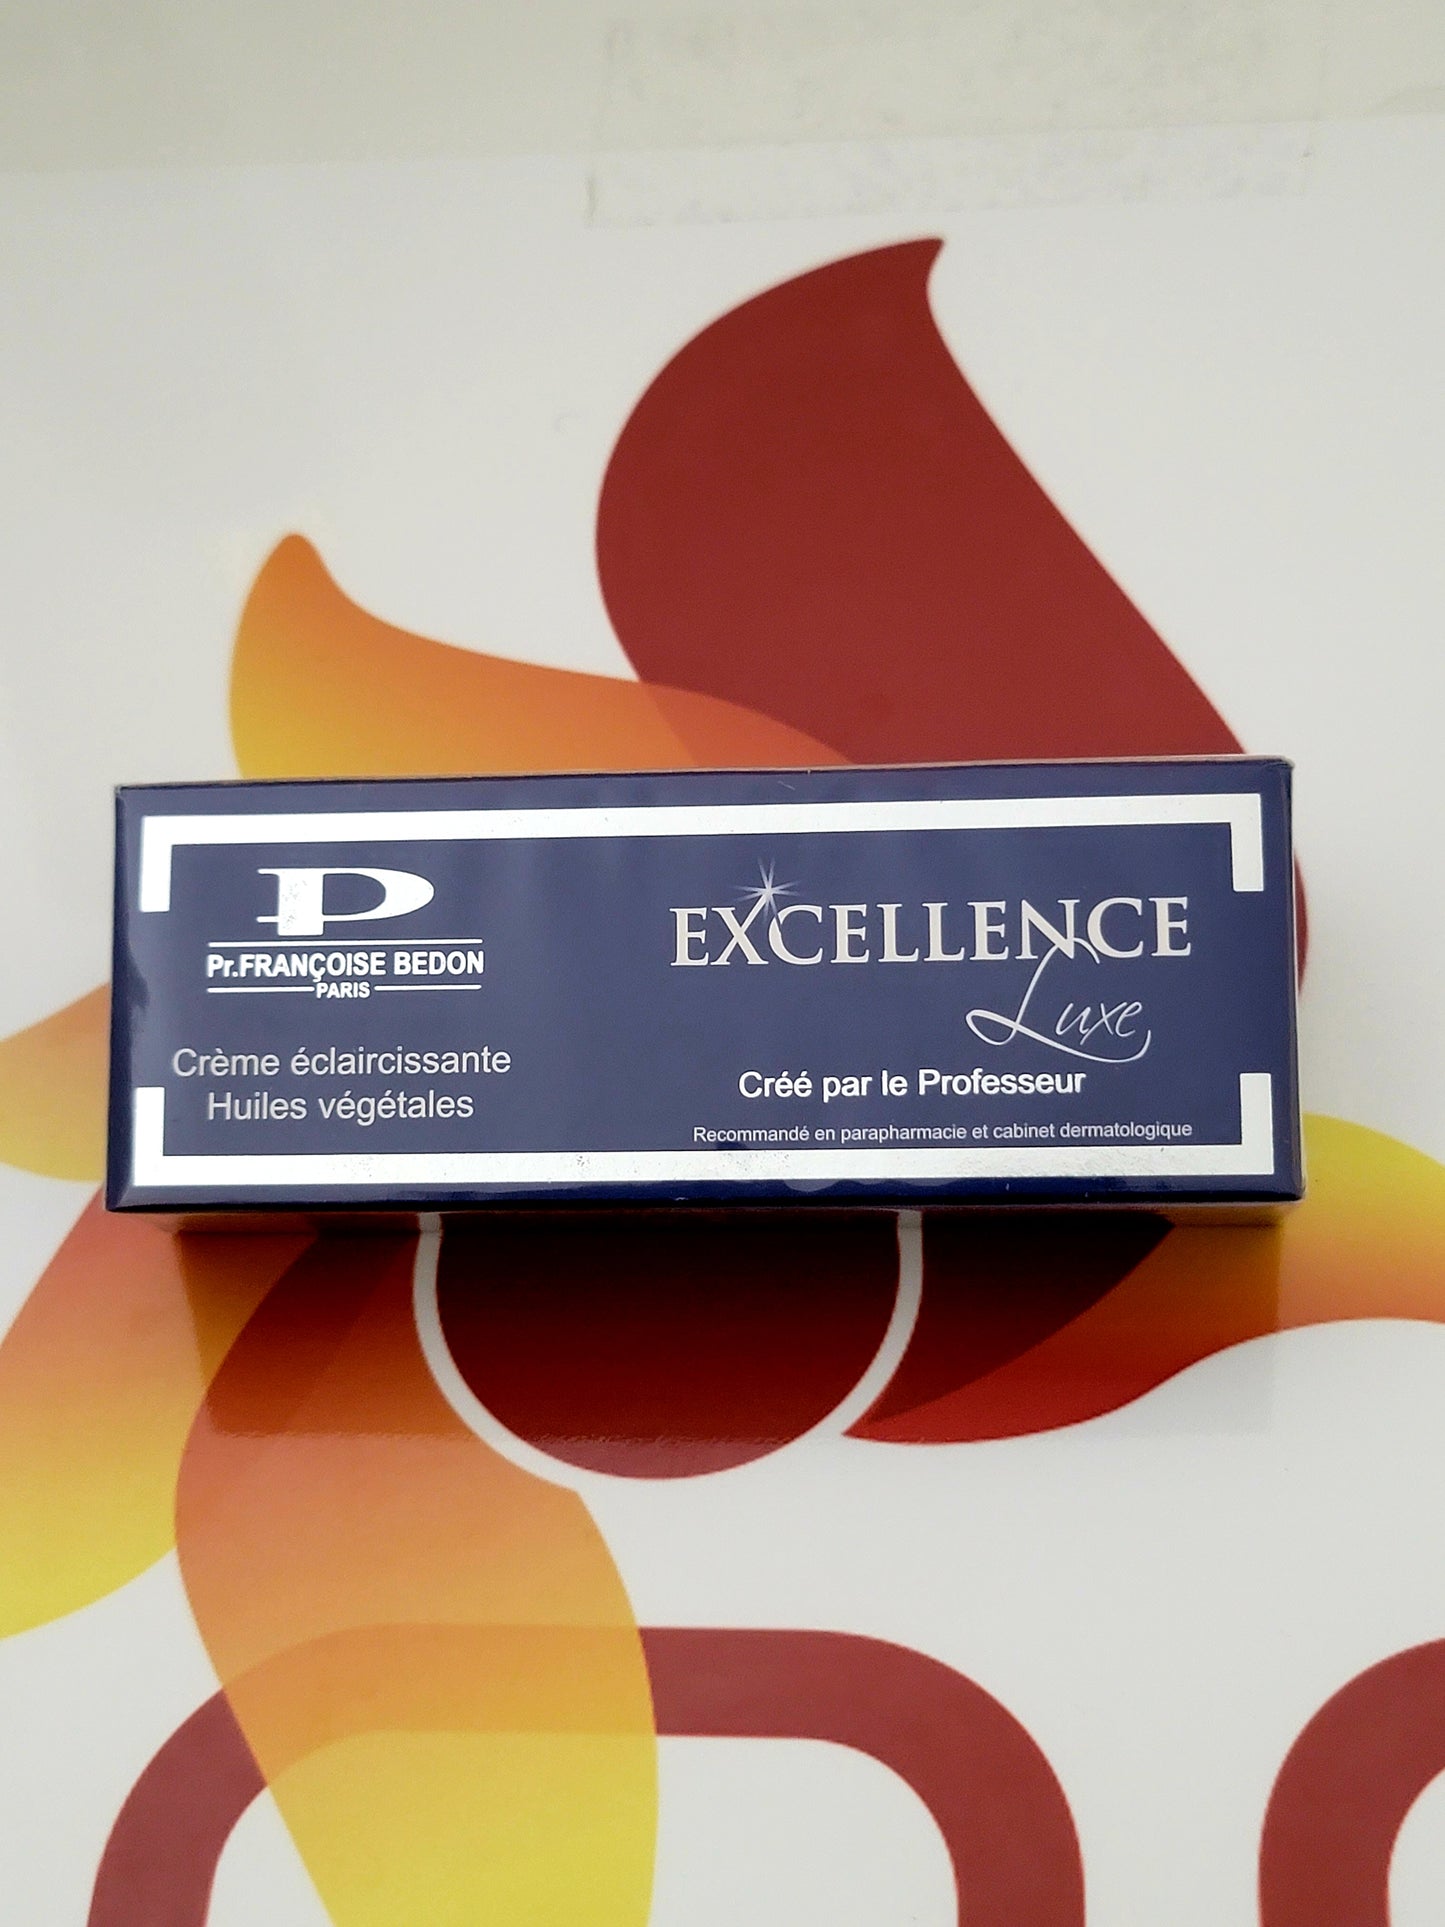 P
Pr.FRANÇOISE BEDON
PARIS
Crème éclaircissante
Huiles végétales
EXCELLENCE
Luxe
Créé par le Professeur
Recommandé en parapharmacie et cabinet dermatologique